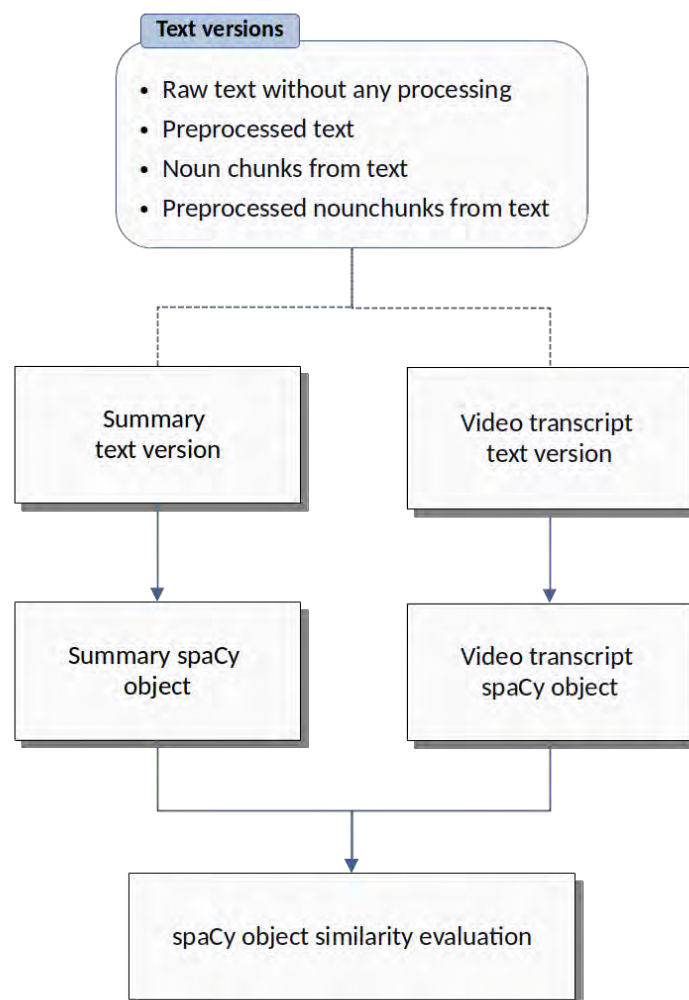 Text versions
• Raw text without any processing
• Preprocessed text
• Noun chunks from text
• Preprocessed nounchunks from text
Summary
text version
Video transcript
text version
Summary spaCy
object
Video transcript
spaCy object
spaCy object similarity evaluation